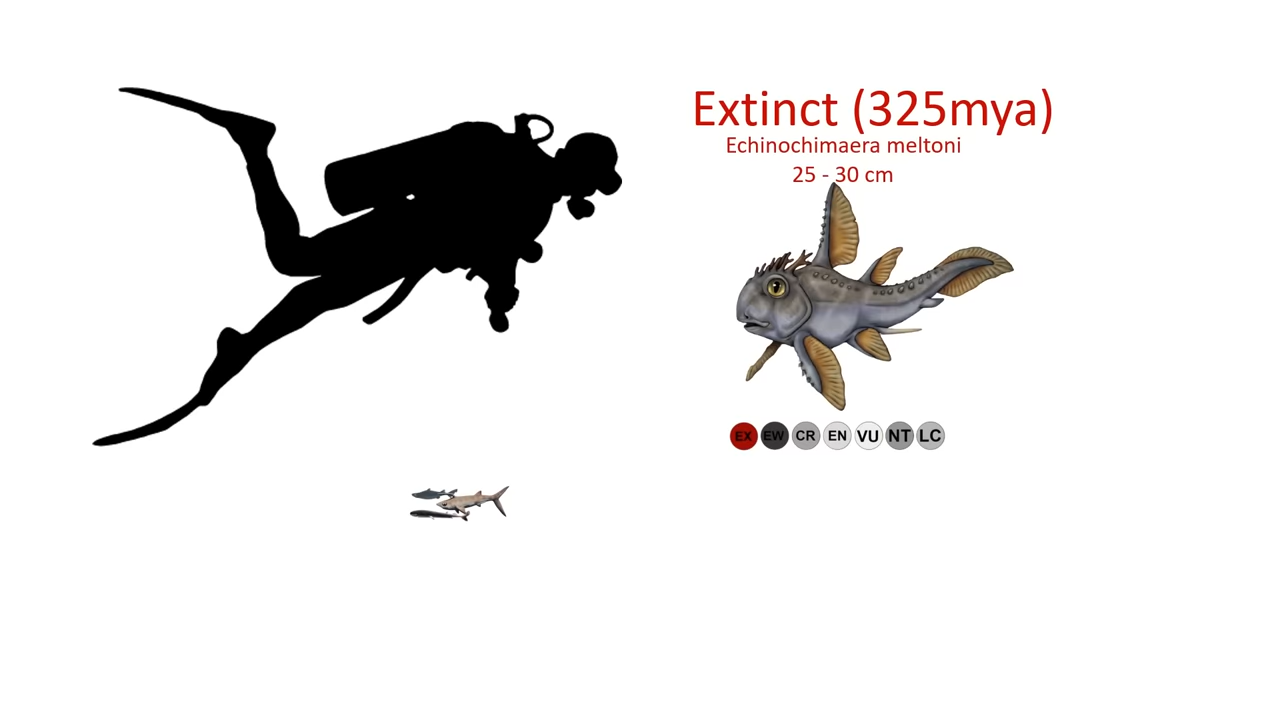 Extinct (325mya)
Echinochimaera meltoni
25 - 30 cm
EX EW CR EN VU NT LC